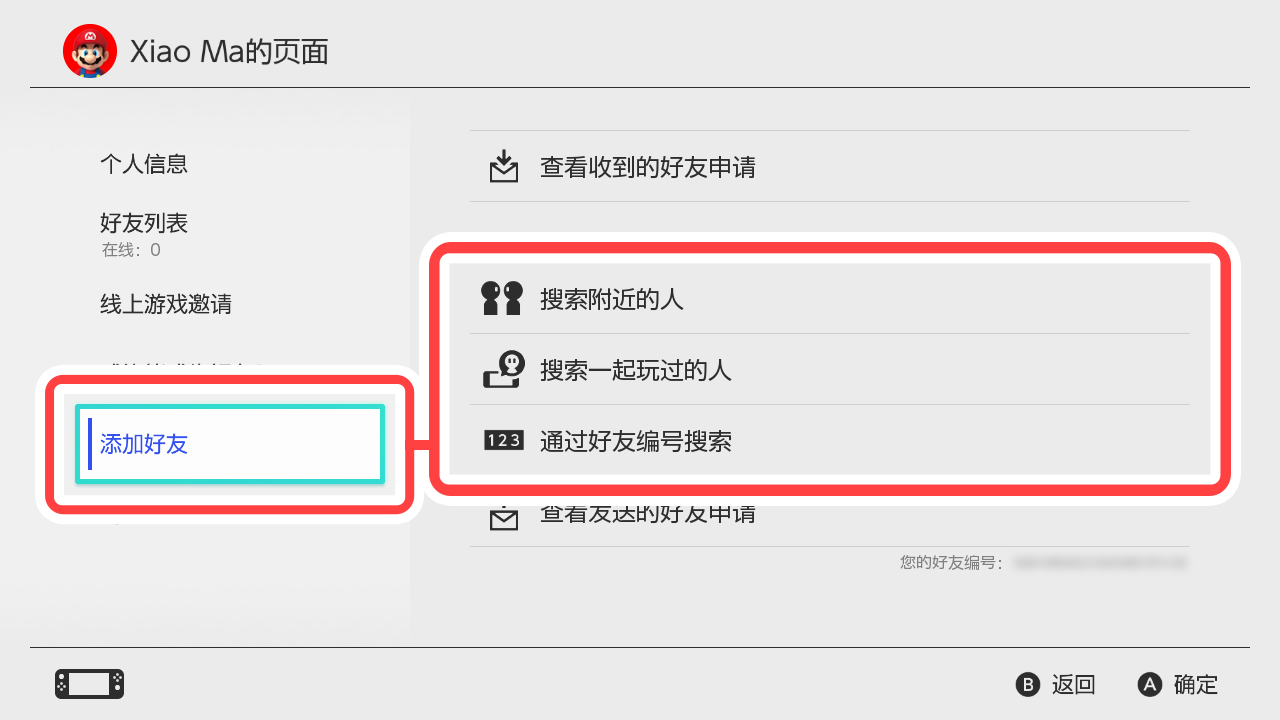 Xiao Ma的页面
个人信息
好友列表
在线：0
线上游戏邀请
添加好友
查看收到的好友申请
搜索附近的人
搜索一起玩过的人
123 通过好友编号搜索
查看发送的好友申请
您的好友编号：
B 返回 A 确定